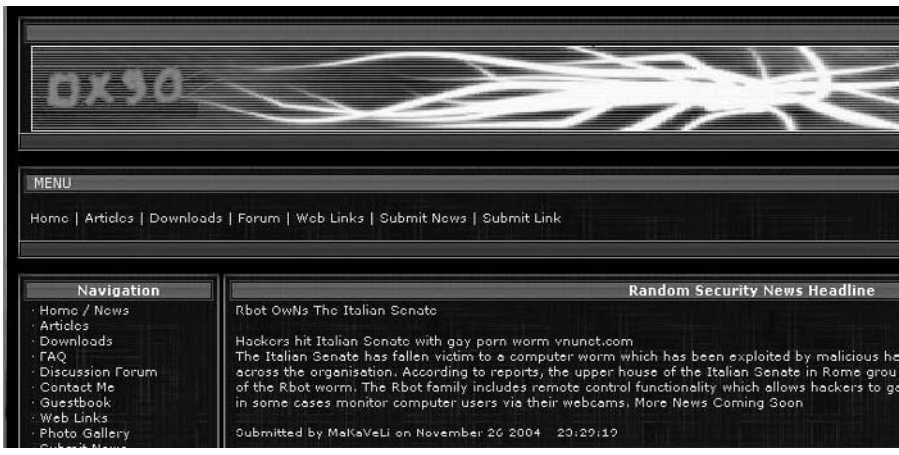 0X90
MENU
Home | Articles | Downloads | Forum | Web Links | Submit News | Submit Link
Navigation
· Home / News
· Articles
· Downloads
· FAQ
· Discussion Forum
· Contact Me
· Guestbook
· Web Links
· Photo Gallery
· Submit News
Random Security News Headline
Rbot OwNs The Italian Senate
Hackers hit Italian Senate with gay porn worm vnunet.com
The Italian Senate has fallen victim to a computer worm which has been exploited by malicious
across the organisation. According to reports, the upper house of the Italian Senate in Rome
of the Rbot worm. The Rbot family includes remote control functionality which allows hackers to
in some cases monitor computer users via their webcams. More News Coming Soon
Submitted by MaKaVeLi on November 26 2004 23:29:19